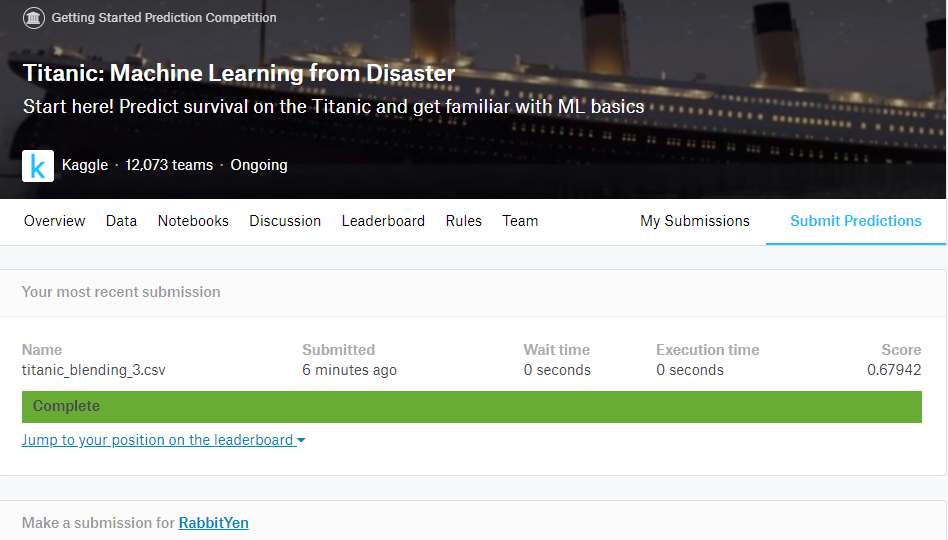 Getting Started Prediction Competition
Titanic: Machine Learning from Disaster
Start here! Predict survival on the Titanic and get familiar with ML basics
k Kaggle · 12,073 teams · Ongoing
Overview Data Notebooks Discussion Leaderboard Rules Team My Submissions Submit Predictions
Your most recent submission
Name Submitted Wait time Execution time Score
titanic_blending_3.csv 6 minutes ago 0 seconds 0 seconds 0.67942
Complete
Jump to your position on the leaderboard
Make a submission for RabbitYen